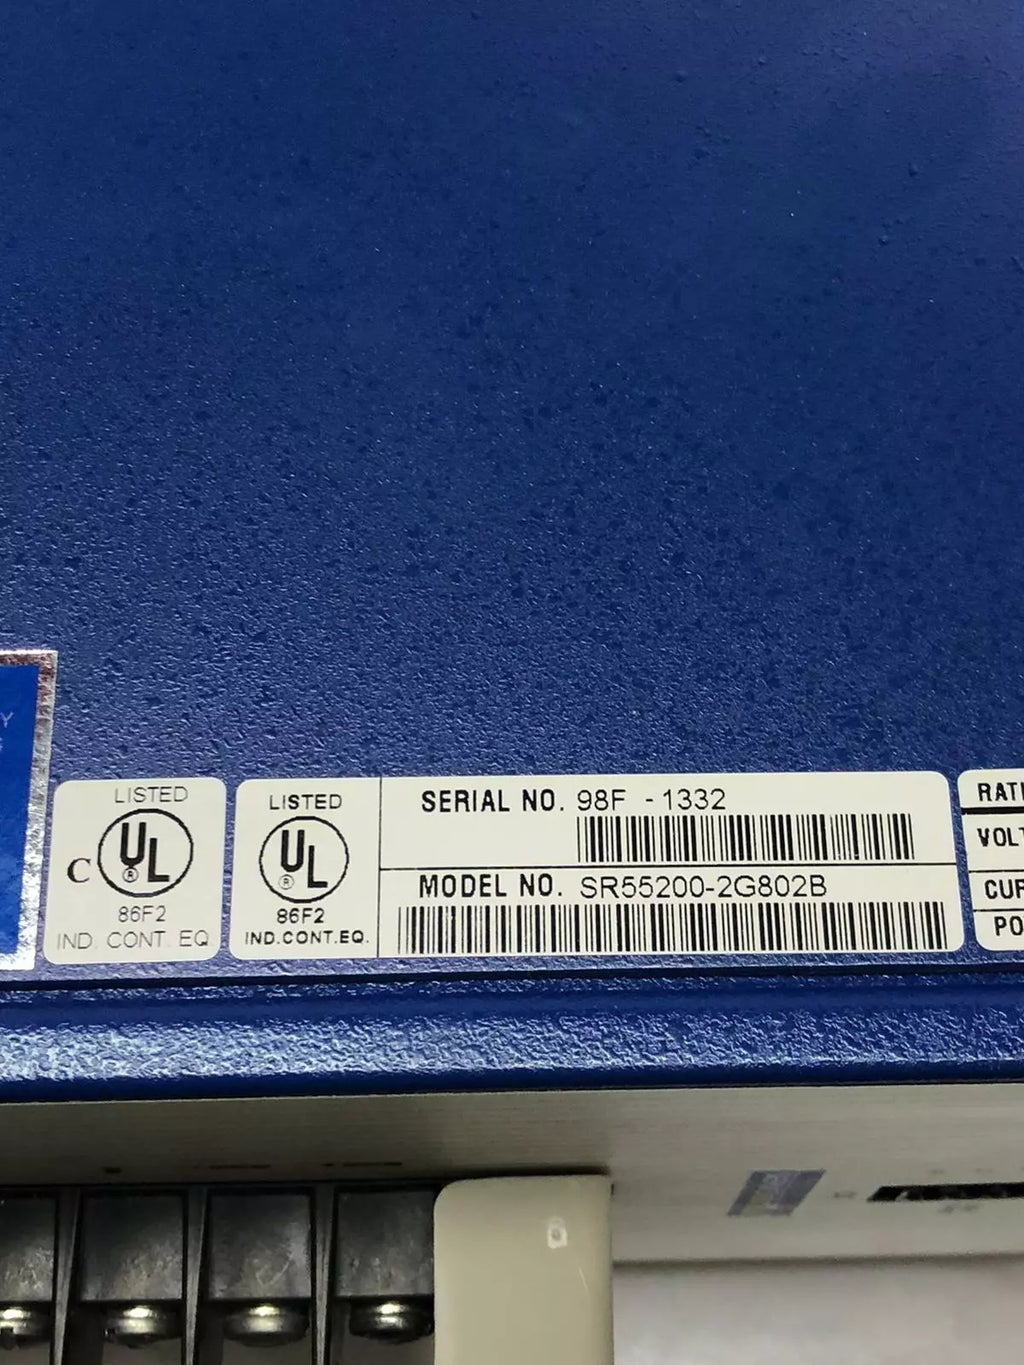 Y
LISTED
C UL ®
86F2
IND. CONT. EQ
LISTED
UL ®
86F2
IND.CONT.EQ.
SERIAL NO. 98F - 1332
MODEL NO. SR55200-2G802B
RATI
VOLT
CUR
PO